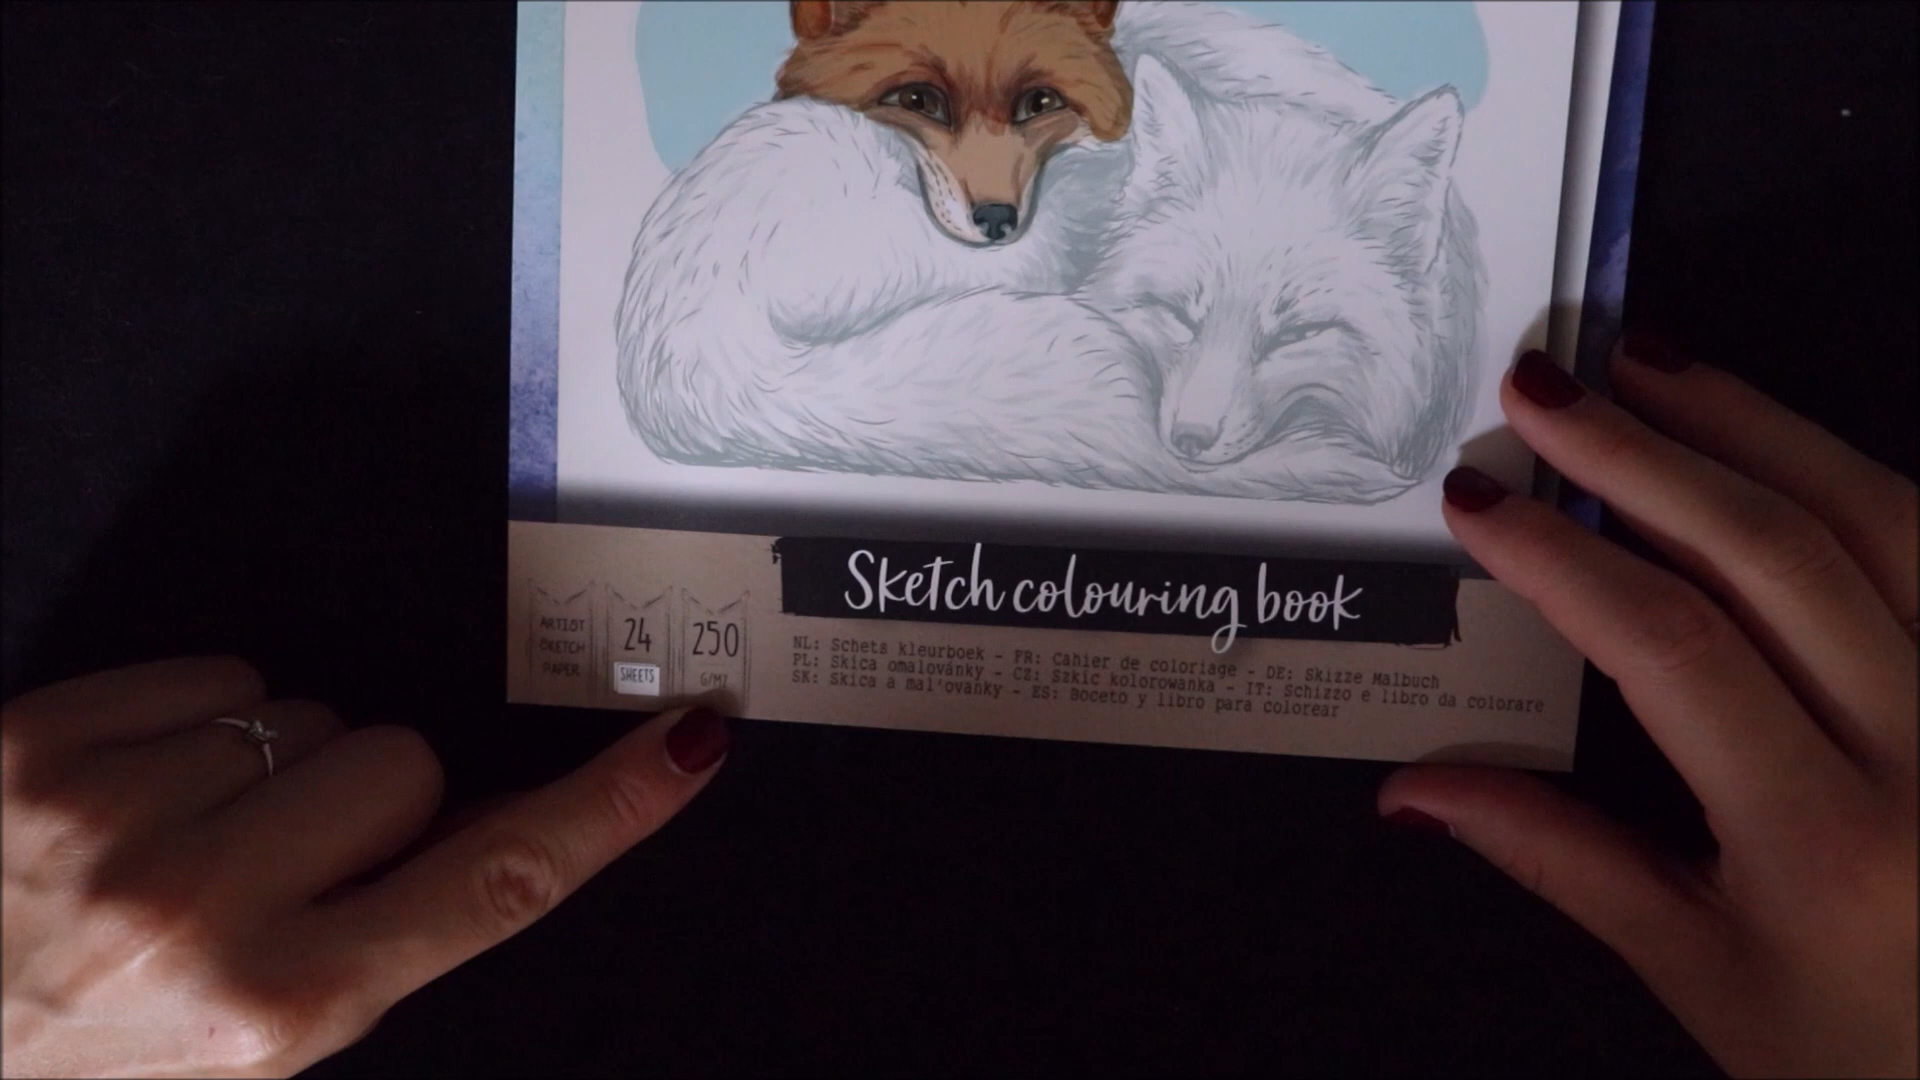 Sketch colouring book
ARTIST
SKETCH
PAPER
24
SHEETS
250
G/M2
NL: Schets kleurboek - FR: Cahier de coloriage - DE: Skizze Malbuch
PL: Skica omalovánky - CZ: Szkic kolorowanka - IT: Schizzo e libro da colorare
SK: Skica a mal'ovanky - ES: Boceto y libro para colorear